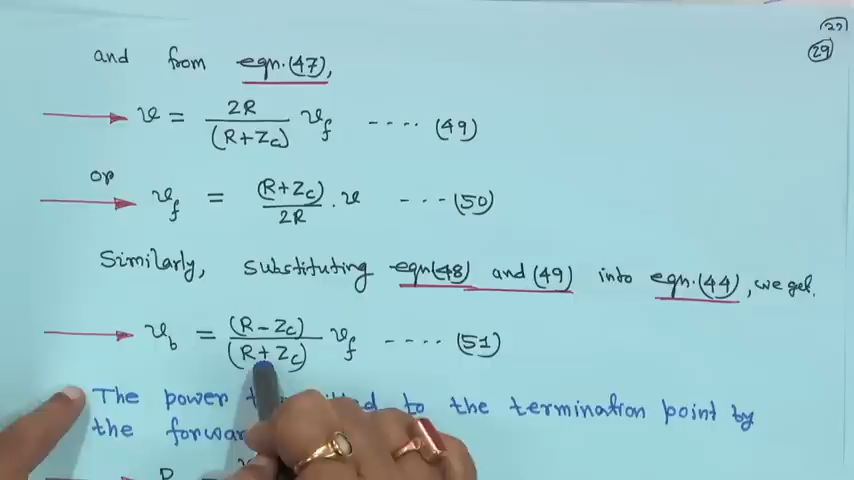 29
and from eqn.(47),
v = 2R / (R+Zc) vf ---- (49)
or
vf = (R+Zc) / 2R . v --- (50)
Similarly, substituting eqn(48) and (49) into eqn.(44), we get.
vb = (R-Zc) / (R+Zc) vf ---- (51)
The power to the termination point by
the